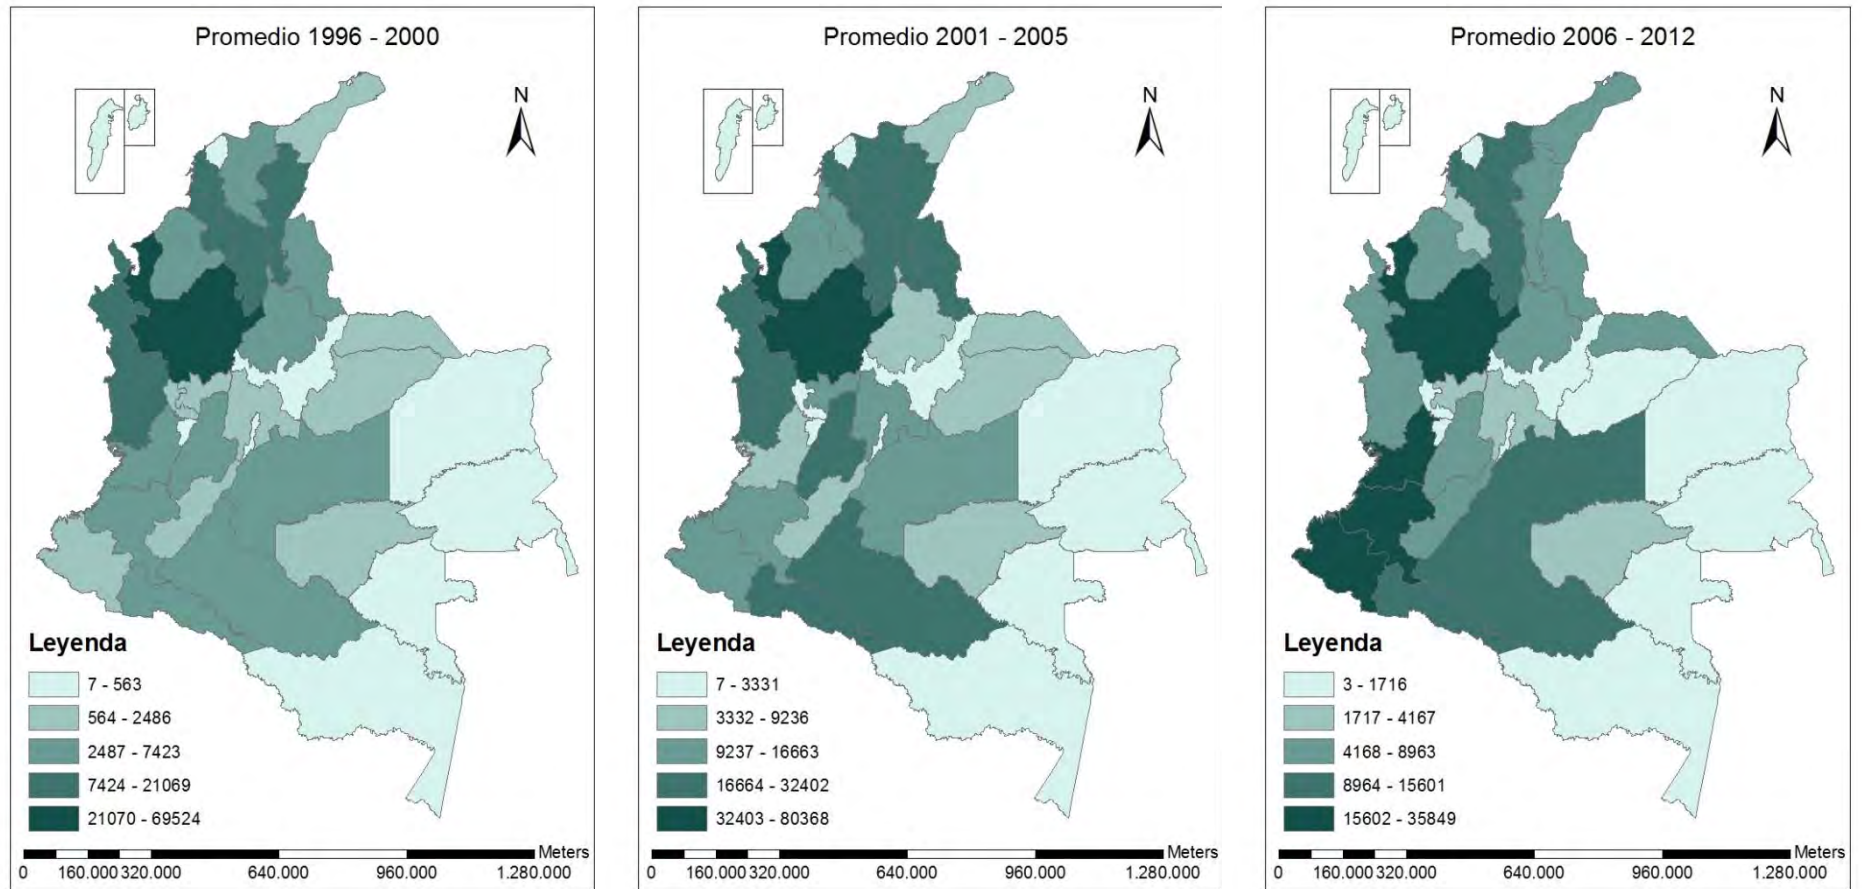 Promedio 1996 - 2000
N
Leyenda
7 - 563
564 - 2486
2487 - 7423
7424 - 21069
21070 - 69524
Meters
0 160.000 320.000 640.000 960.000 1.280.000
Promedio 2001 - 2005
N
Leyenda
7 - 3331
3332 - 9236
9237 - 16663
16664 - 32402
32403 - 80368
Meters
0 160.000 320.000 640.000 960.000 1.280.000
Promedio 2006 - 2012
N
Leyenda
3 - 1716
1717 - 4167
4168 - 8963
8964 - 15601
15602 - 35849
Meters
0 160.000 320.000 640.000 960.000 1.280.000